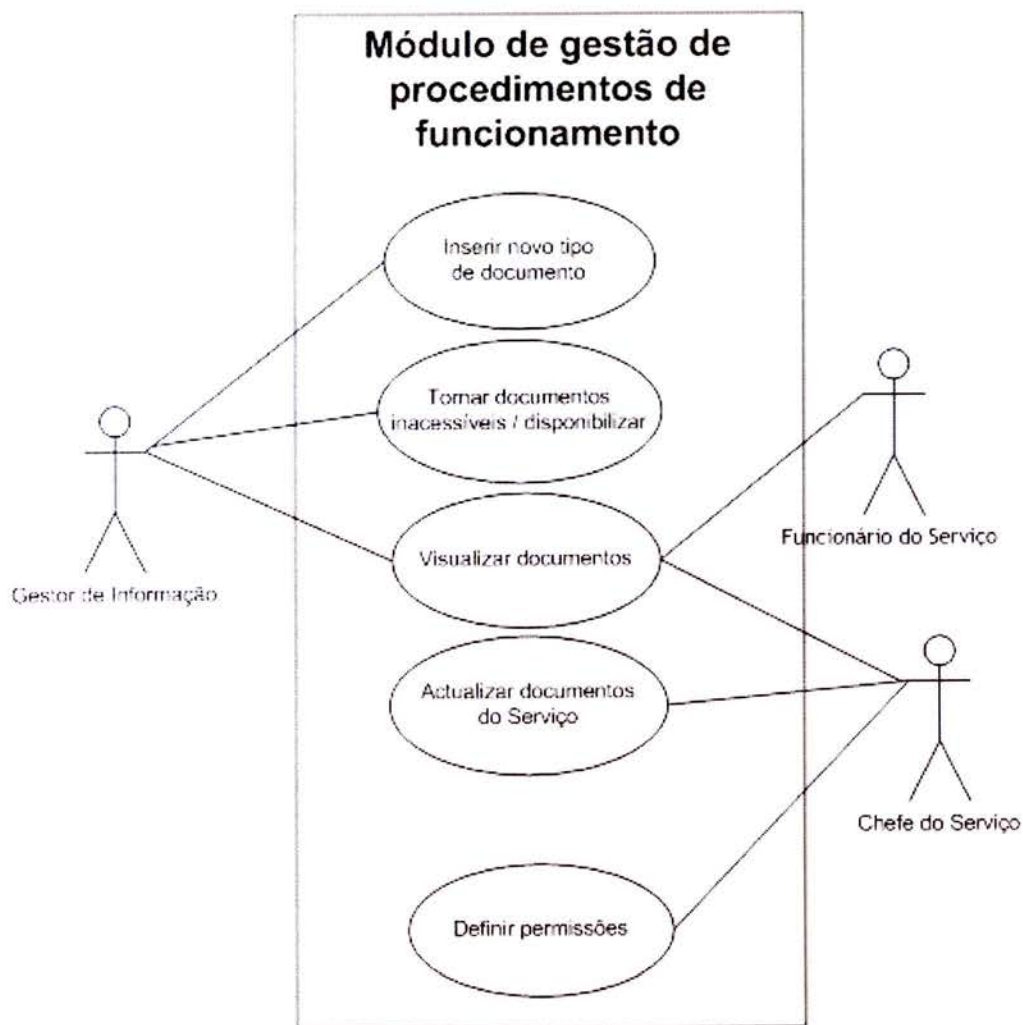 Módulo de gestão de
procedimentos de
funcionamento
Inserir novo tipo
de documento
Tornar documentos
inacessíveis / disponibilizar
Visualizar documentos
Funcionário do Serviço
Gestor de Informação
Actualizar documentos
do Serviço
Chefe do Serviço
Definir permissões